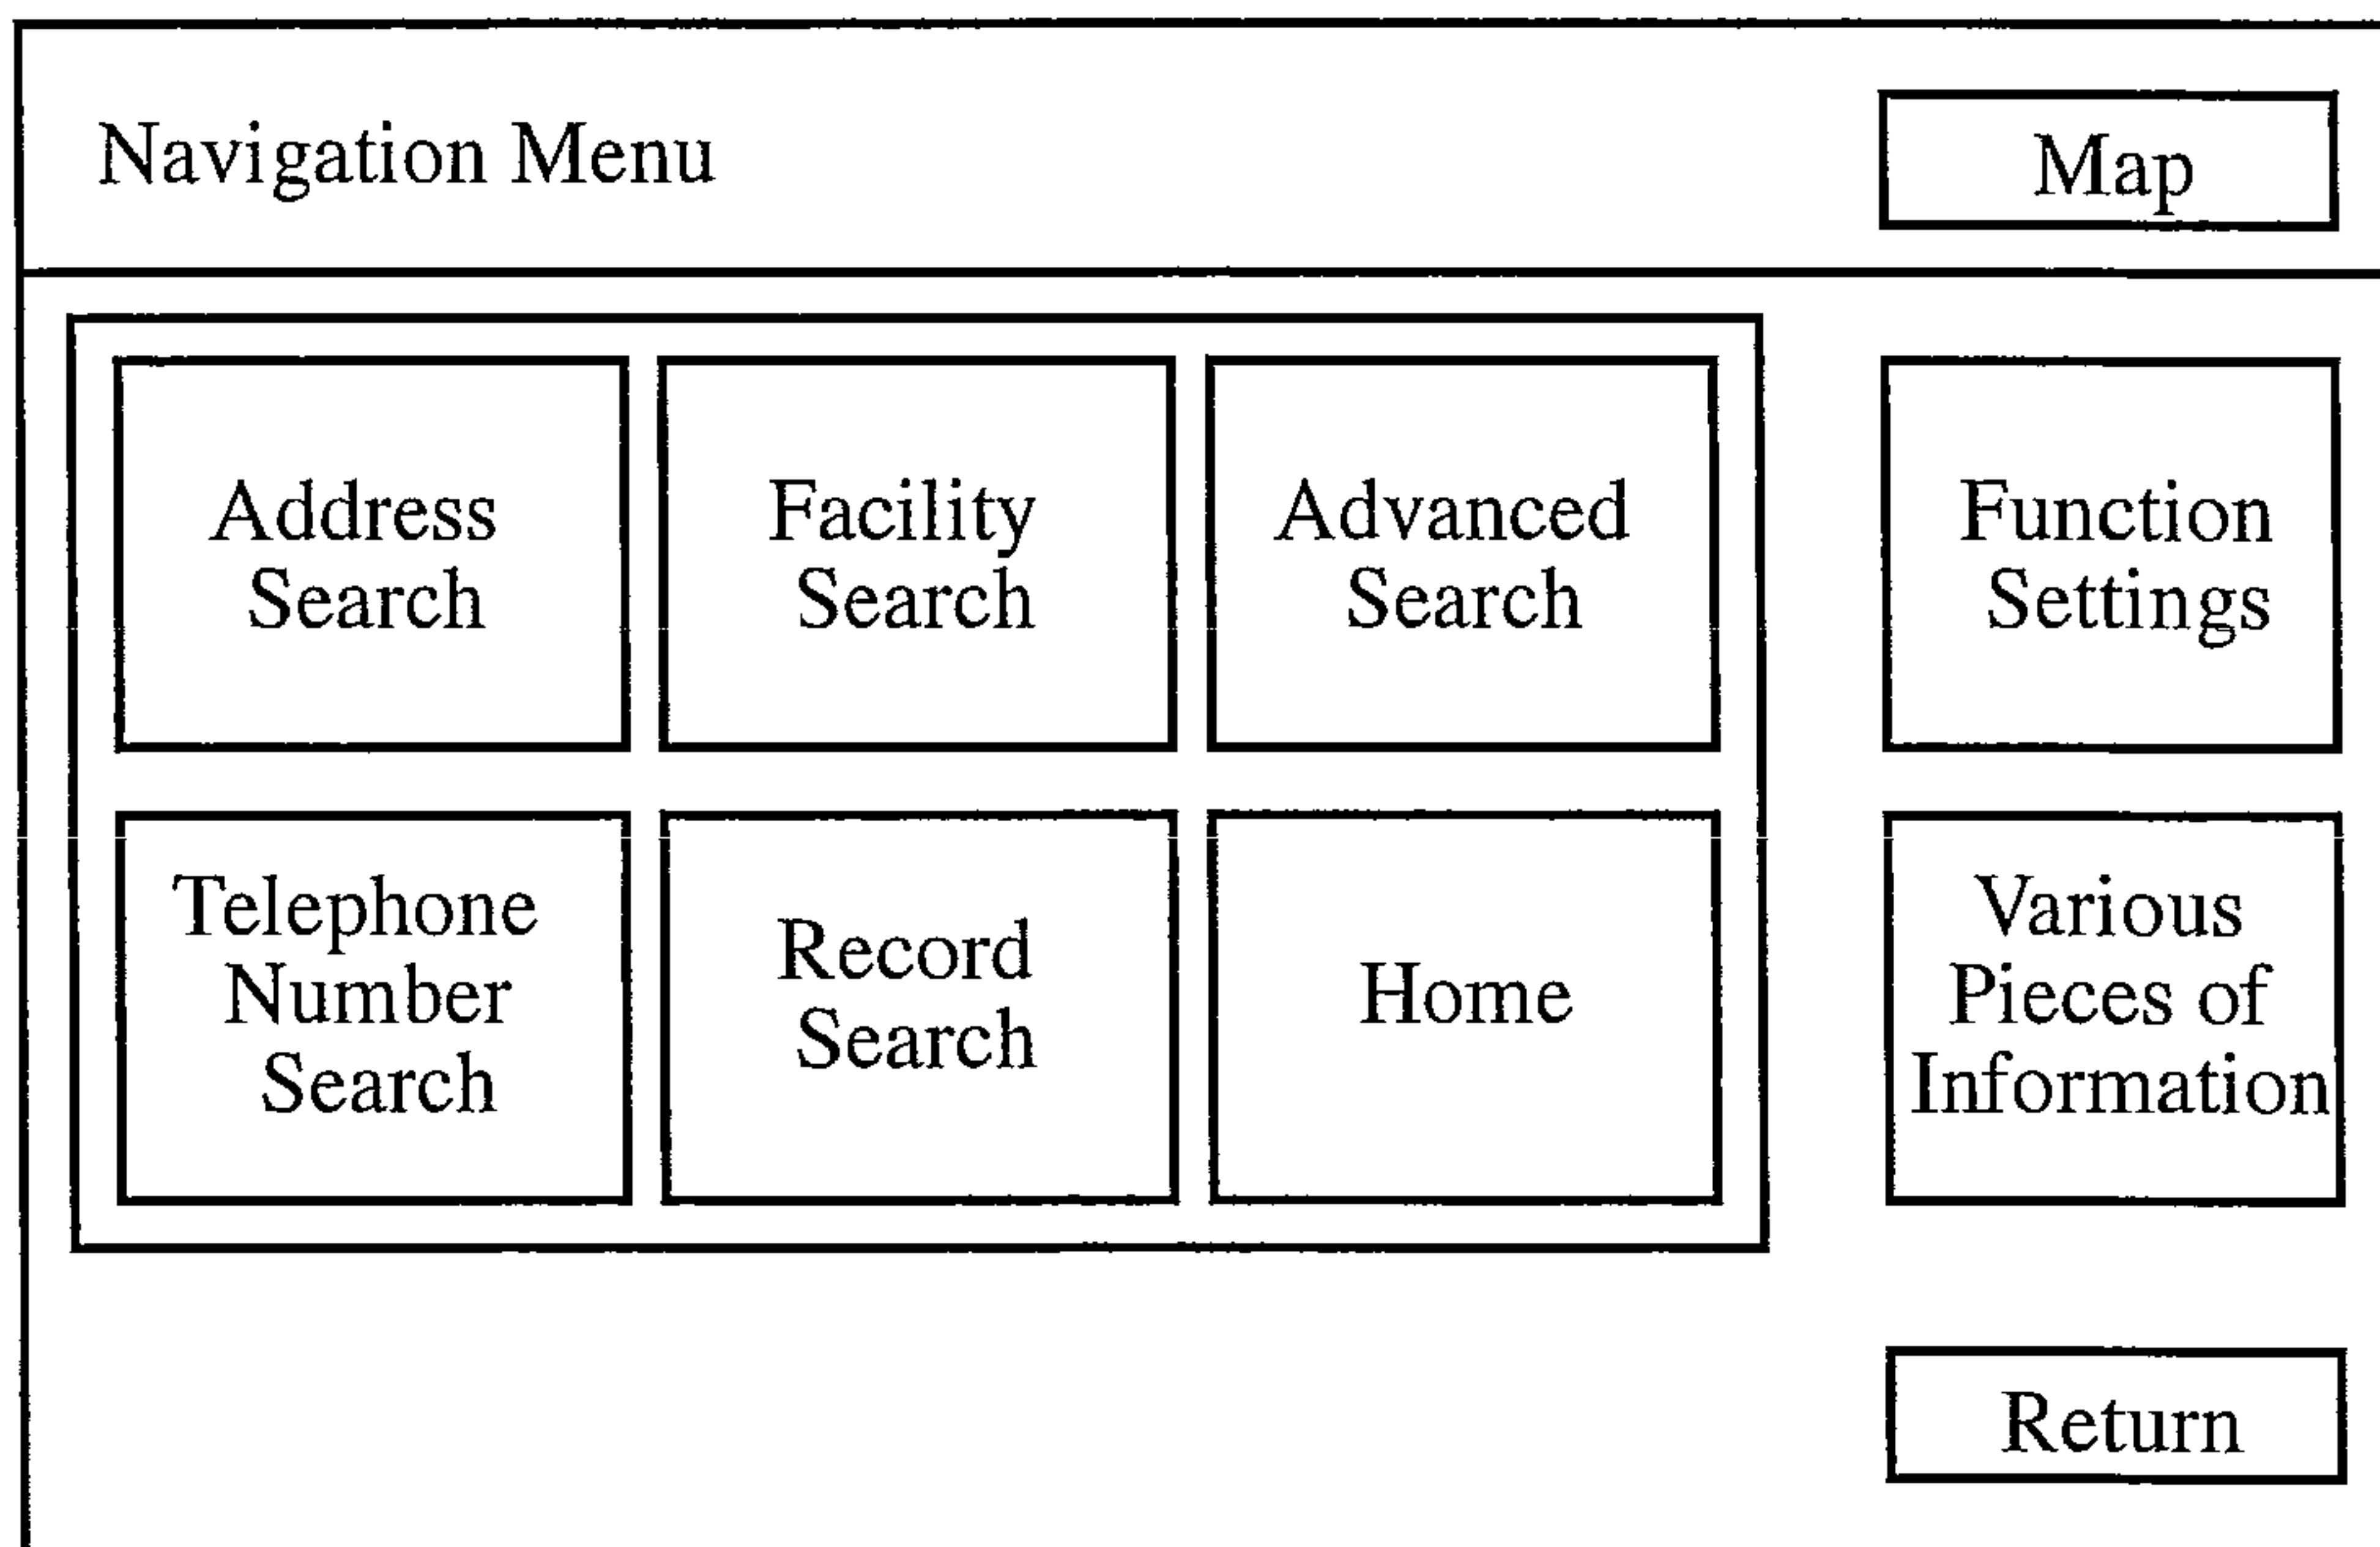 Navigation Menu
Map
Address
Search
Facility
Search
Advanced
Search
Function
Settings
Telephone
Number
Search
Record
Search
Home
Various
Pieces of
Information
Return